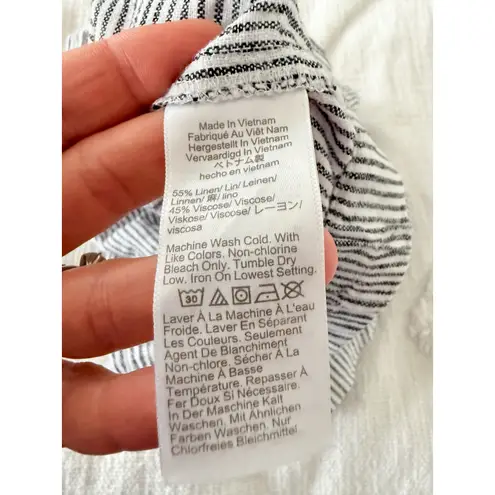 Made In Vietnam
Fabriqué Au Viêt Nam
Hergestellt In Vietnam
Vervaardigd In Vietnam
ベトナム製
hecho en vietnam
55% Linen/ Lin/ Leinen/
Linnen/ 麻/ lino
45% Viscose/ Viscose/
Viskose/ Viscose/ レーヨン/
viscosa
Machine Wash Cold. With
Like Colors. Non-chlorine
Bleach Only. Tumble Dry
Low. Iron On Lowest Setting.
30
Laver À La Machine À L'eau
Froide. Laver En Séparant
Les Couleurs. Seulement
Agent De Blanchiment
Non-chloré. Sécher À La
Machine À Basse
Température. Repasser À
Fer Doux Si Nécessaire.
In Der Maschine Kalt
Waschen, Mit Ähnlichen
Farben Waschen, Nur
Chlorfreies Bleichmittel